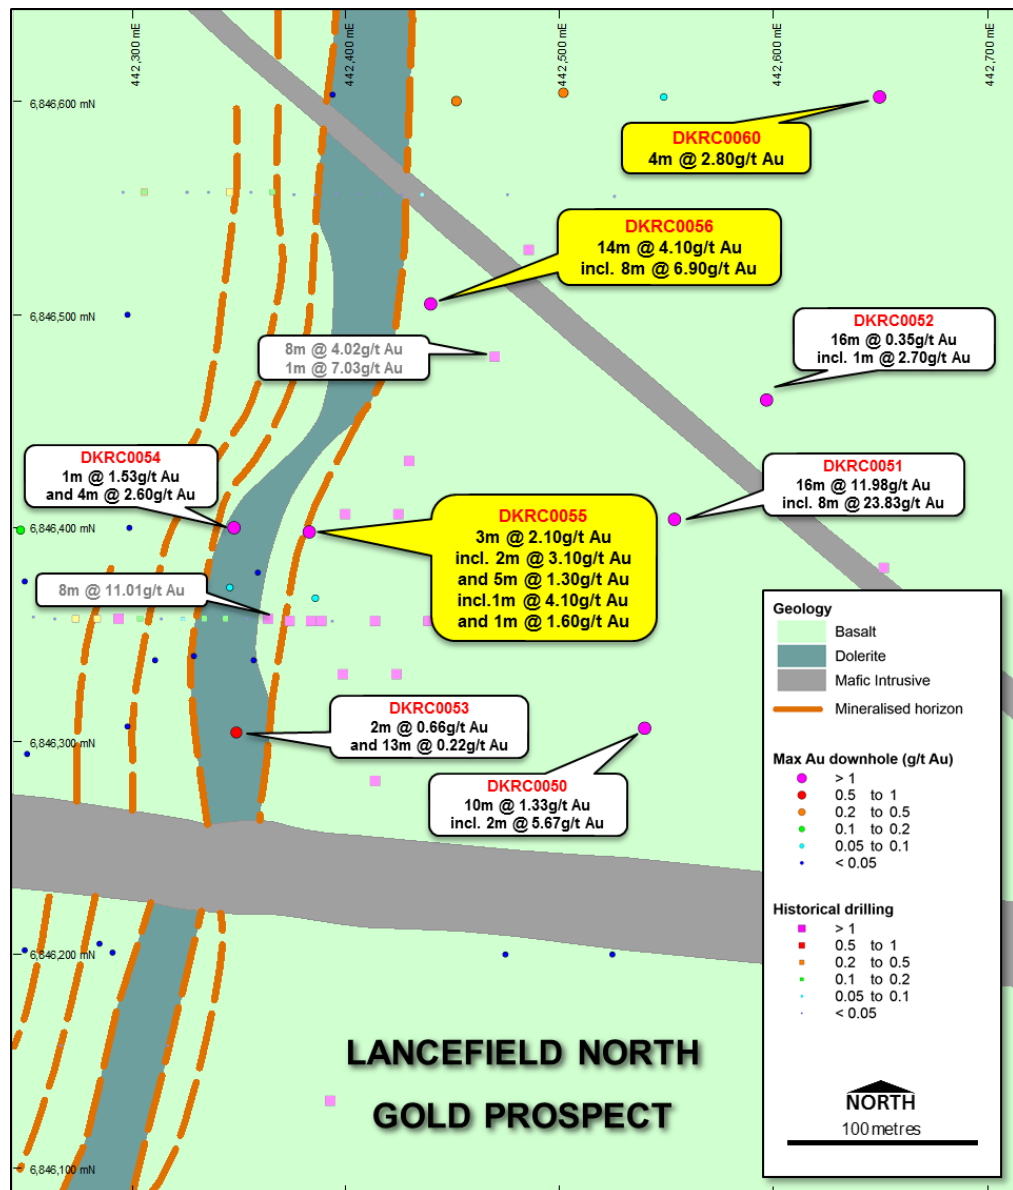 442,300 mE
442,400 mE
442,500 mE
442,600 mE
442,700 mE
6,846,600 mN
DKRC0060
4m @ 2.80g/t Au
DKRC0056
14m @ 4.10g/t Au
incl. 8m @ 6.90g/t Au
6,846,500 mN
DKRC0052
16m @ 0.35g/t Au
incl. 1m @ 2.70g/t Au
8m @ 4.02g/t Au
1m @ 7.03g/t Au
DKRC0054
1m @ 1.53g/t Au
and 4m @ 2.60g/t Au
DKRC0051
16m @ 11.98g/t Au
incl. 8m @ 23.83g/t Au
6,846,400 mN
DKRC0055
3m @ 2.10g/t Au
incl. 2m @ 3.10g/t Au
and 5m @ 1.30g/t Au
incl.1m @ 4.10g/t Au
and 1m @ 1.60g/t Au
8m @ 11.01g/t Au
DKRC0053
2m @ 0.66g/t Au
and 13m @ 0.22g/t Au
6,846,300 mN
DKRC0050
10m @ 1.33g/t Au
incl. 2m @ 5.67g/t Au
6,846,200 mN
6,846,100 mN
LANCEFIELD NORTH
GOLD PROSPECT
Geology
Basalt
Dolerite
Mafic Intrusive
Mineralised horizon
Max Au downhole (g/t Au)
> 1
0.5 to 1
0.2 to 0.5
0.1 to 0.2
0.05 to 0.1
< 0.05
Historical drilling
> 1
0.5 to 1
0.2 to 0.5
0.1 to 0.2
0.05 to 0.1
< 0.05
NORTH
100 metres